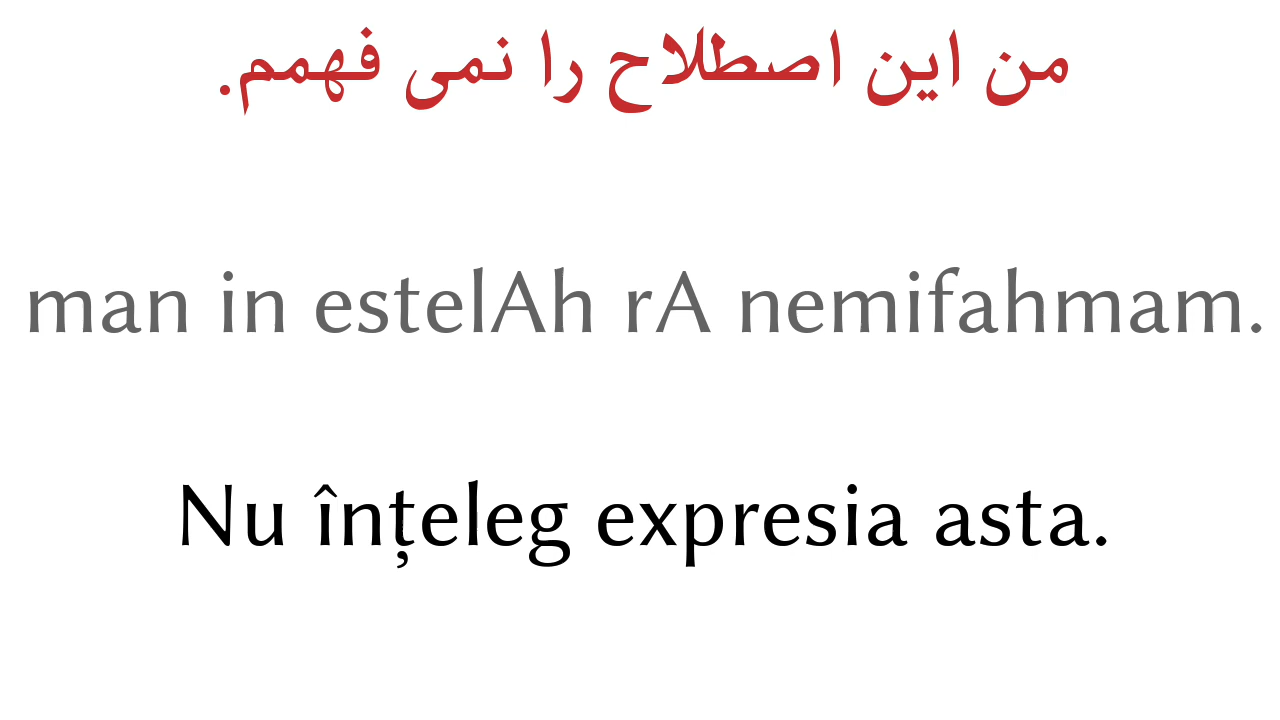 من این اصطلاح را نمی فهمم.
man in estelAh rA nemifahmam.
Nu înțeleg expresia asta.